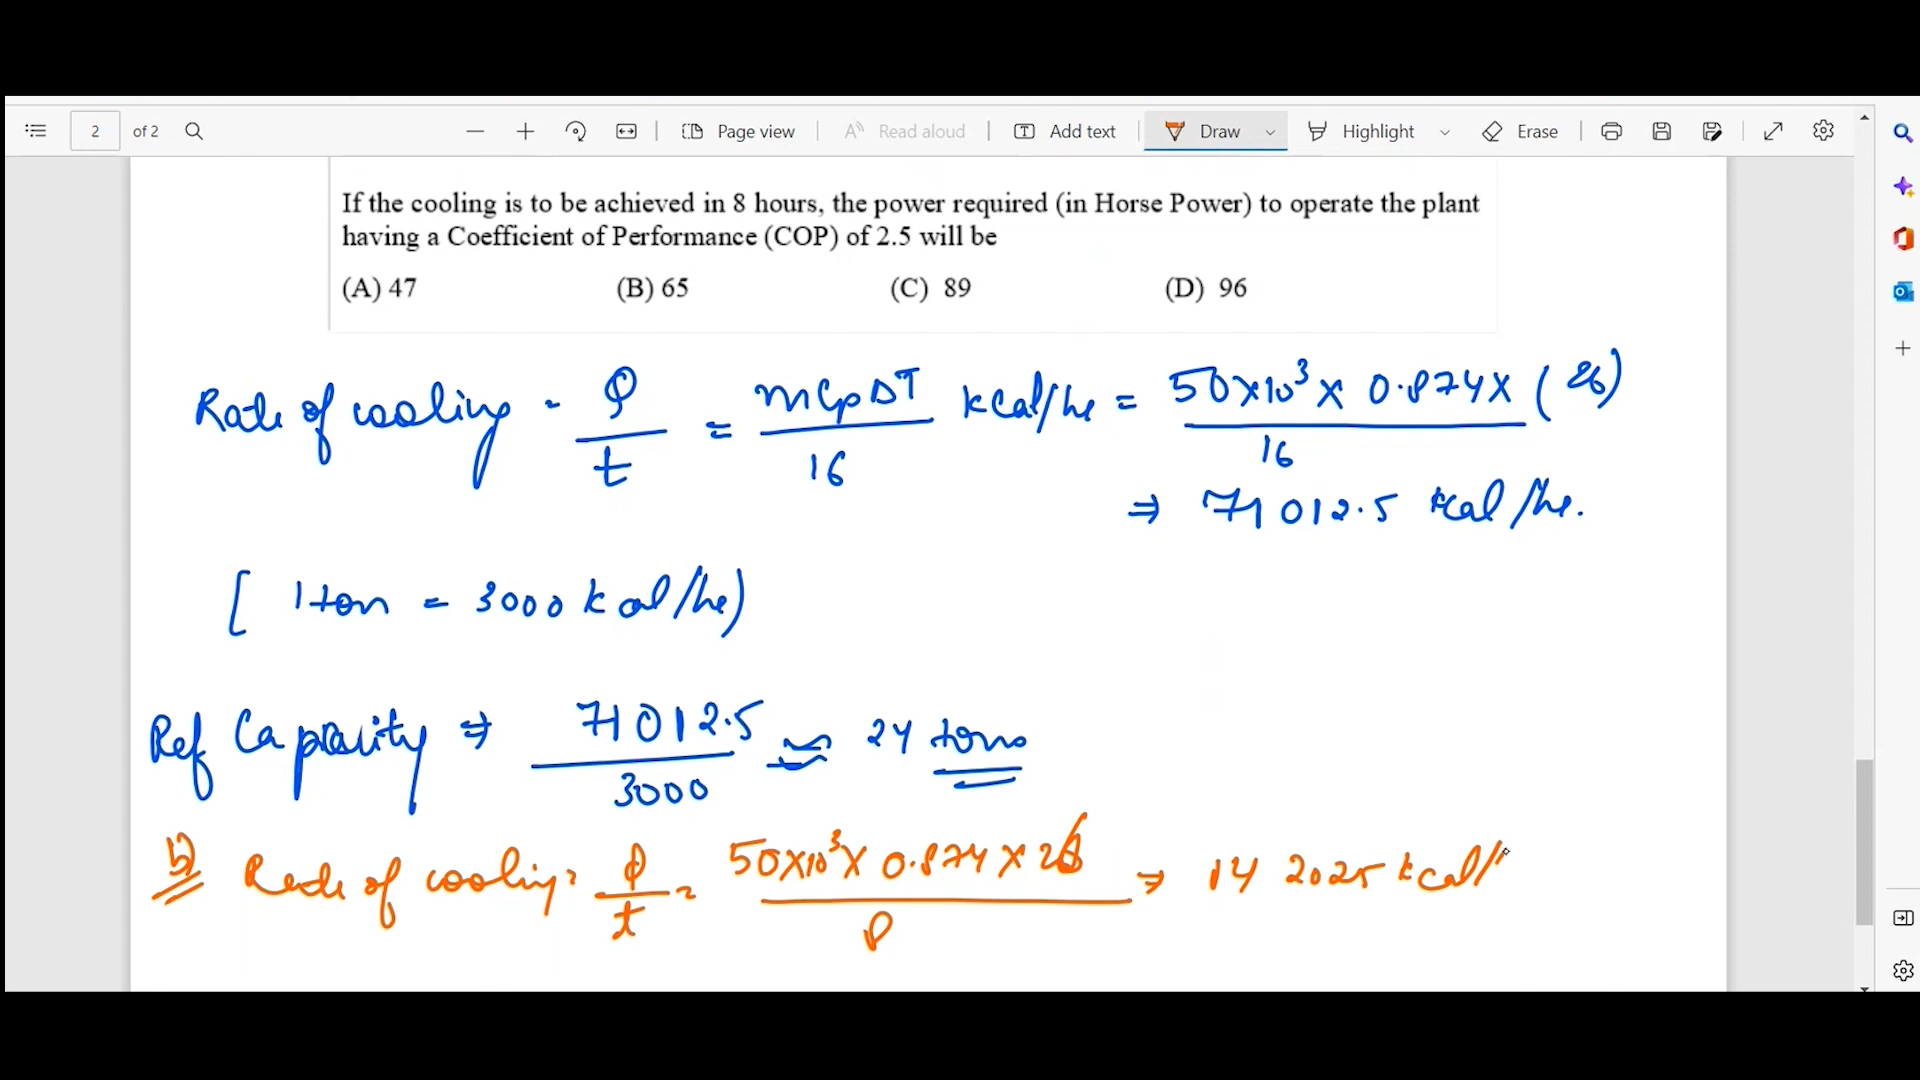 2 of 2 Page view Read aloud Add text Draw Highlight Erase
If the cooling is to be achieved in 8 hours, the power required (in Horse Power) to operate the plant
having a Coefficient of Performance (COP) of 2.5 will be
(A) 47 (B) 65 (C) 89 (D) 96
Rate of cooling = Q/t = mCpΔT/16 kcal/hr = 50×10³×0.874×(26)/16
⇒ 71012.5 kcal/hr.
[ 1 ton = 3000 kcal/hr)
Ref Capacity ⇒ 71012.5/3000 ≈ 24 tons
b) Rate of cooling = Q/t = 50×10³×0.874×26/8 ⇒ 142025 kcal/